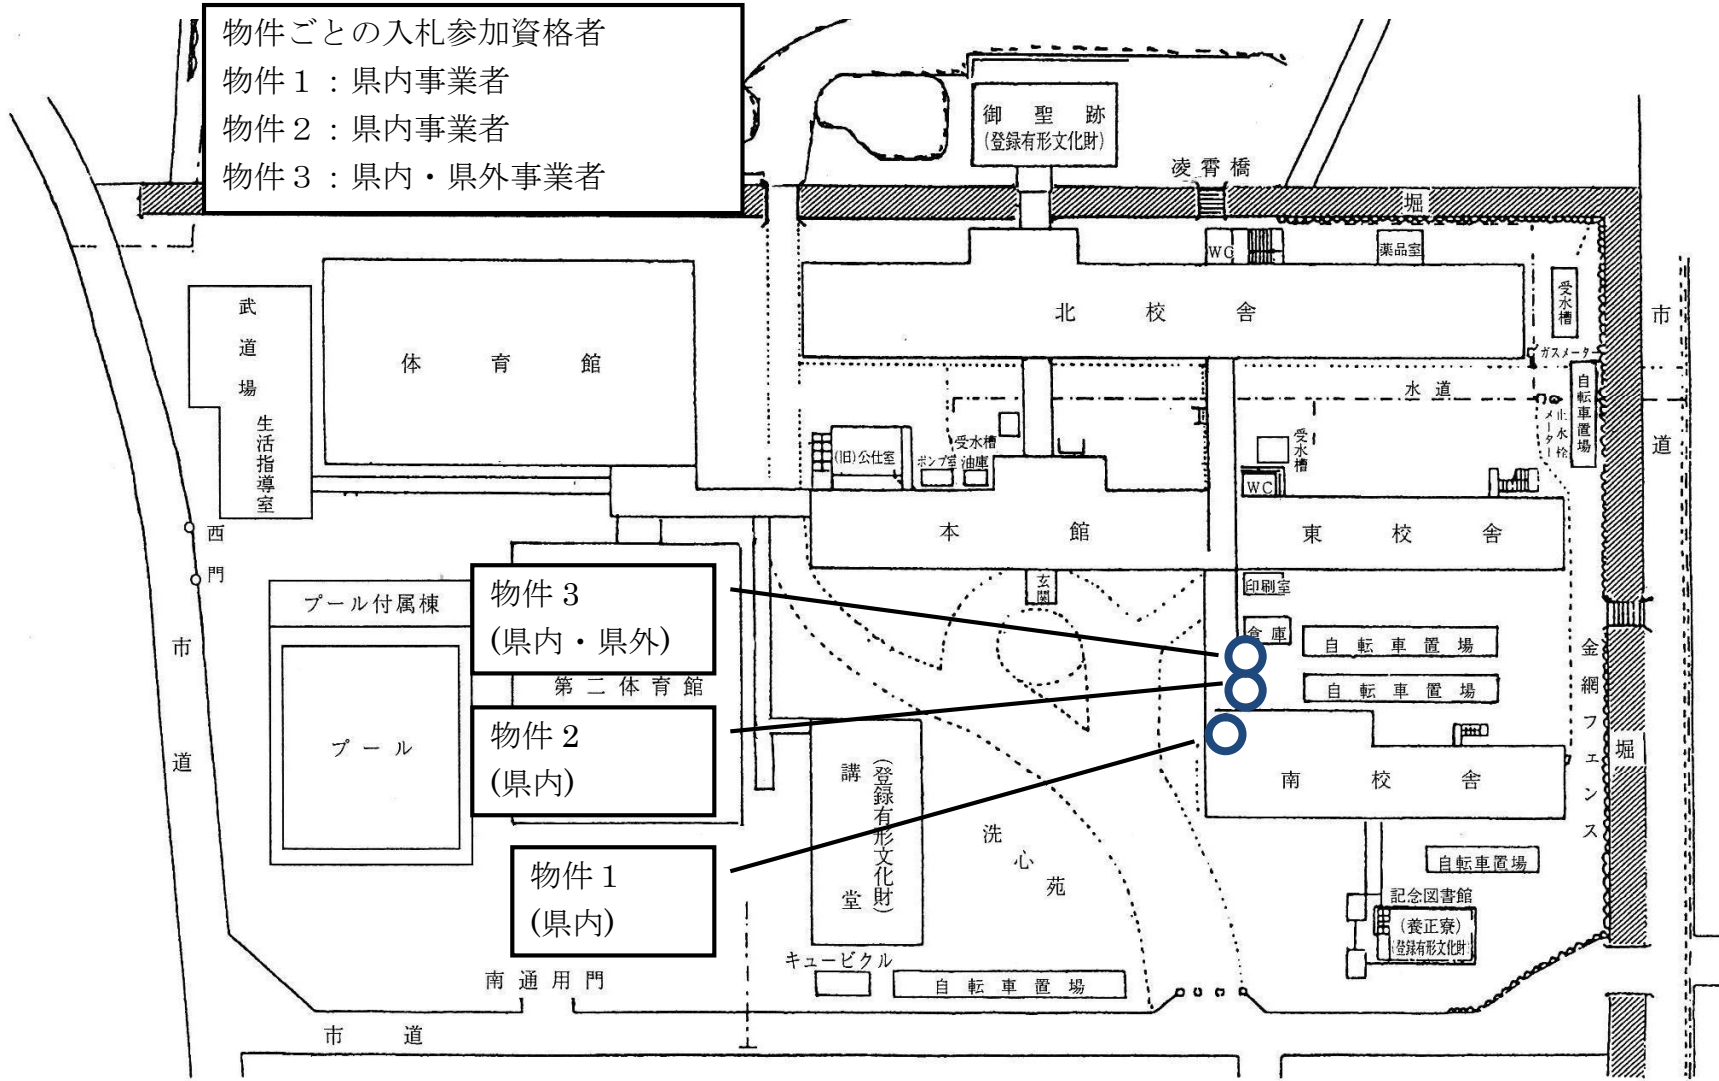 物件ごとの入札参加資格者
物件１：県内事業者
物件２：県内事業者
物件３：県内・県外事業者
御聖跡
(登録有形文化財)
凌霄橋
堀
WC
薬品室
北校舎
受水槽
市道
ガスメーター
武道場
体育館
生活指導室
水道
止水栓
メーター
自転車置場
(旧)公仕室
ポンプ室
受水槽
油庫
受水槽
WC
本館
東校舎
西門
プール付属棟
物件３
(県内・県外)
玄関
印刷室
倉庫
自転車置場
自転車置場
金網フェンス
市道
第二体育館
プール
物件２
(県内)
講堂
(登録有形文化財)
南校舎
堀
洗心苑
物件１
(県内)
自転車置場
記念図書館
(養正寮)
(登録有形文化財)
キュービクル
自転車置場
南通用門
市道